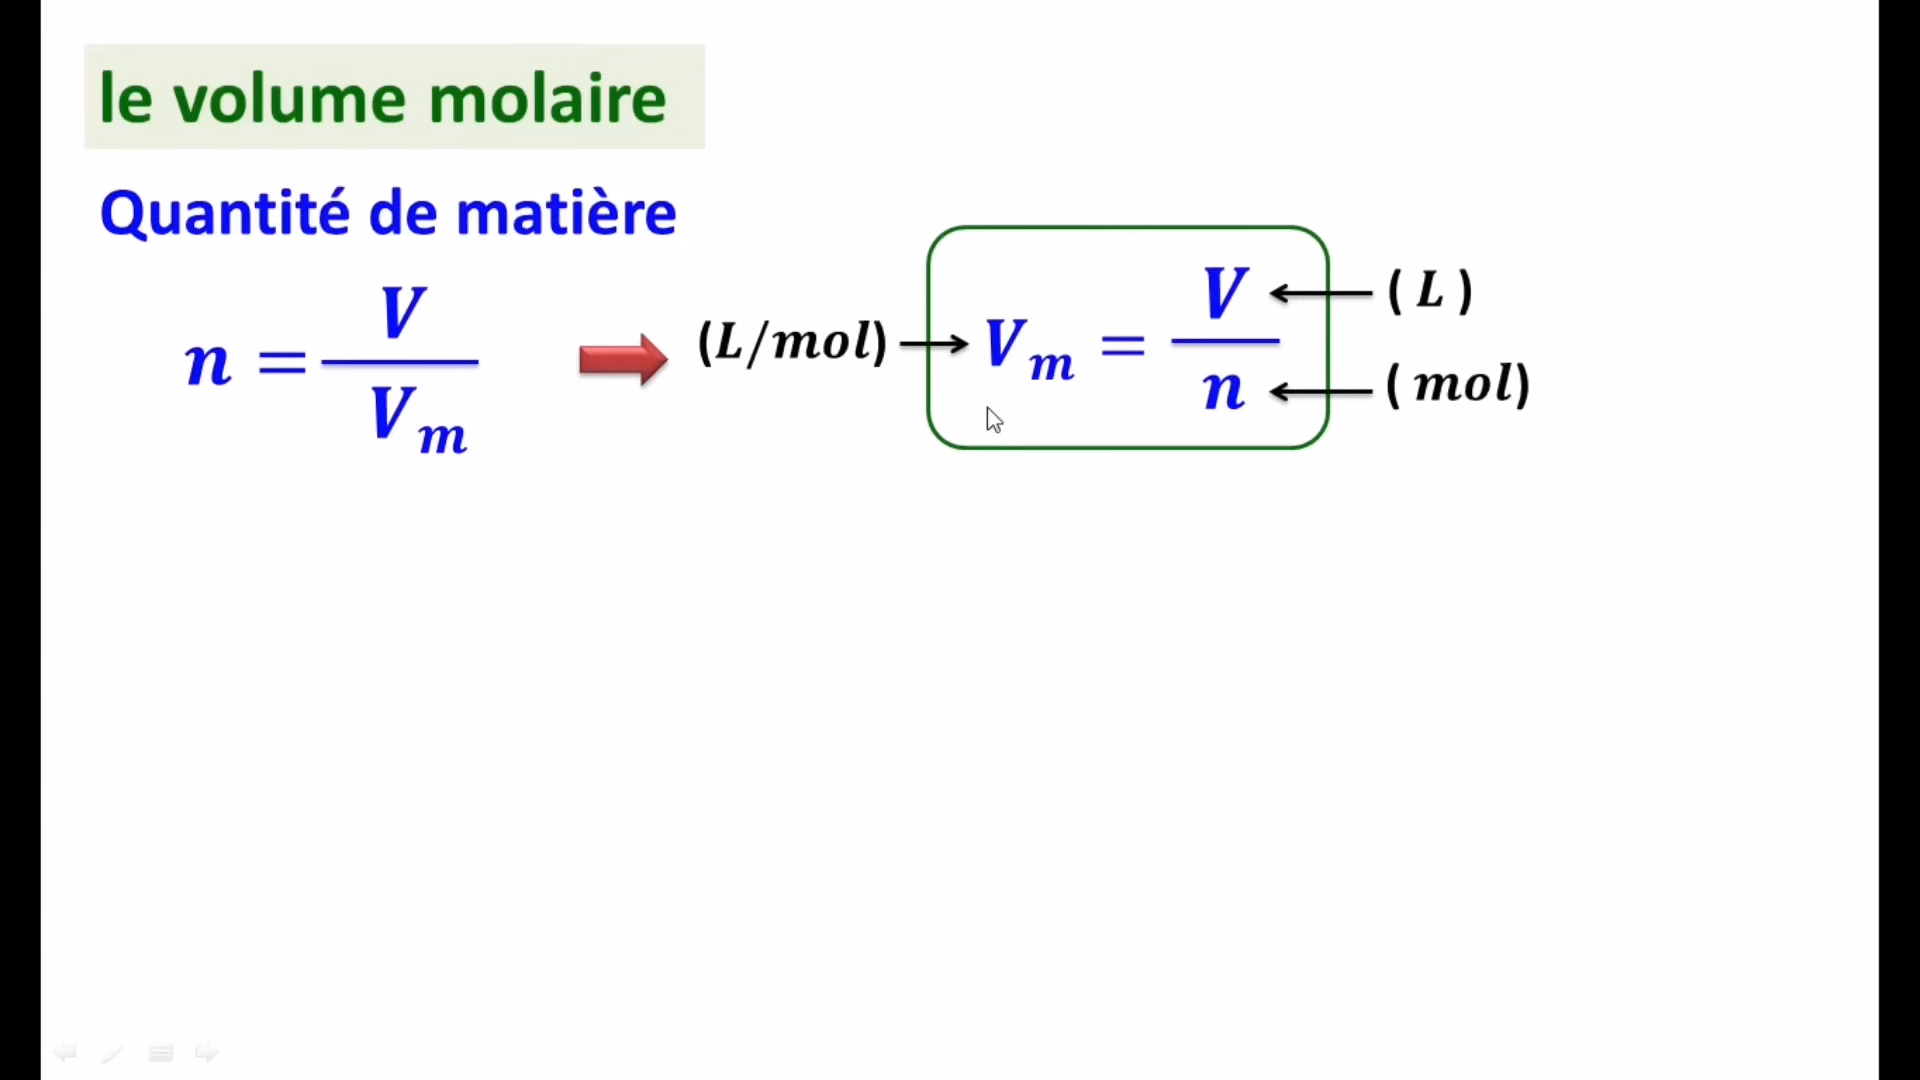 le volume molaire
Quantité de matière
n = V / Vm
(L/mol) → Vm = V / n
( L )
( mol)